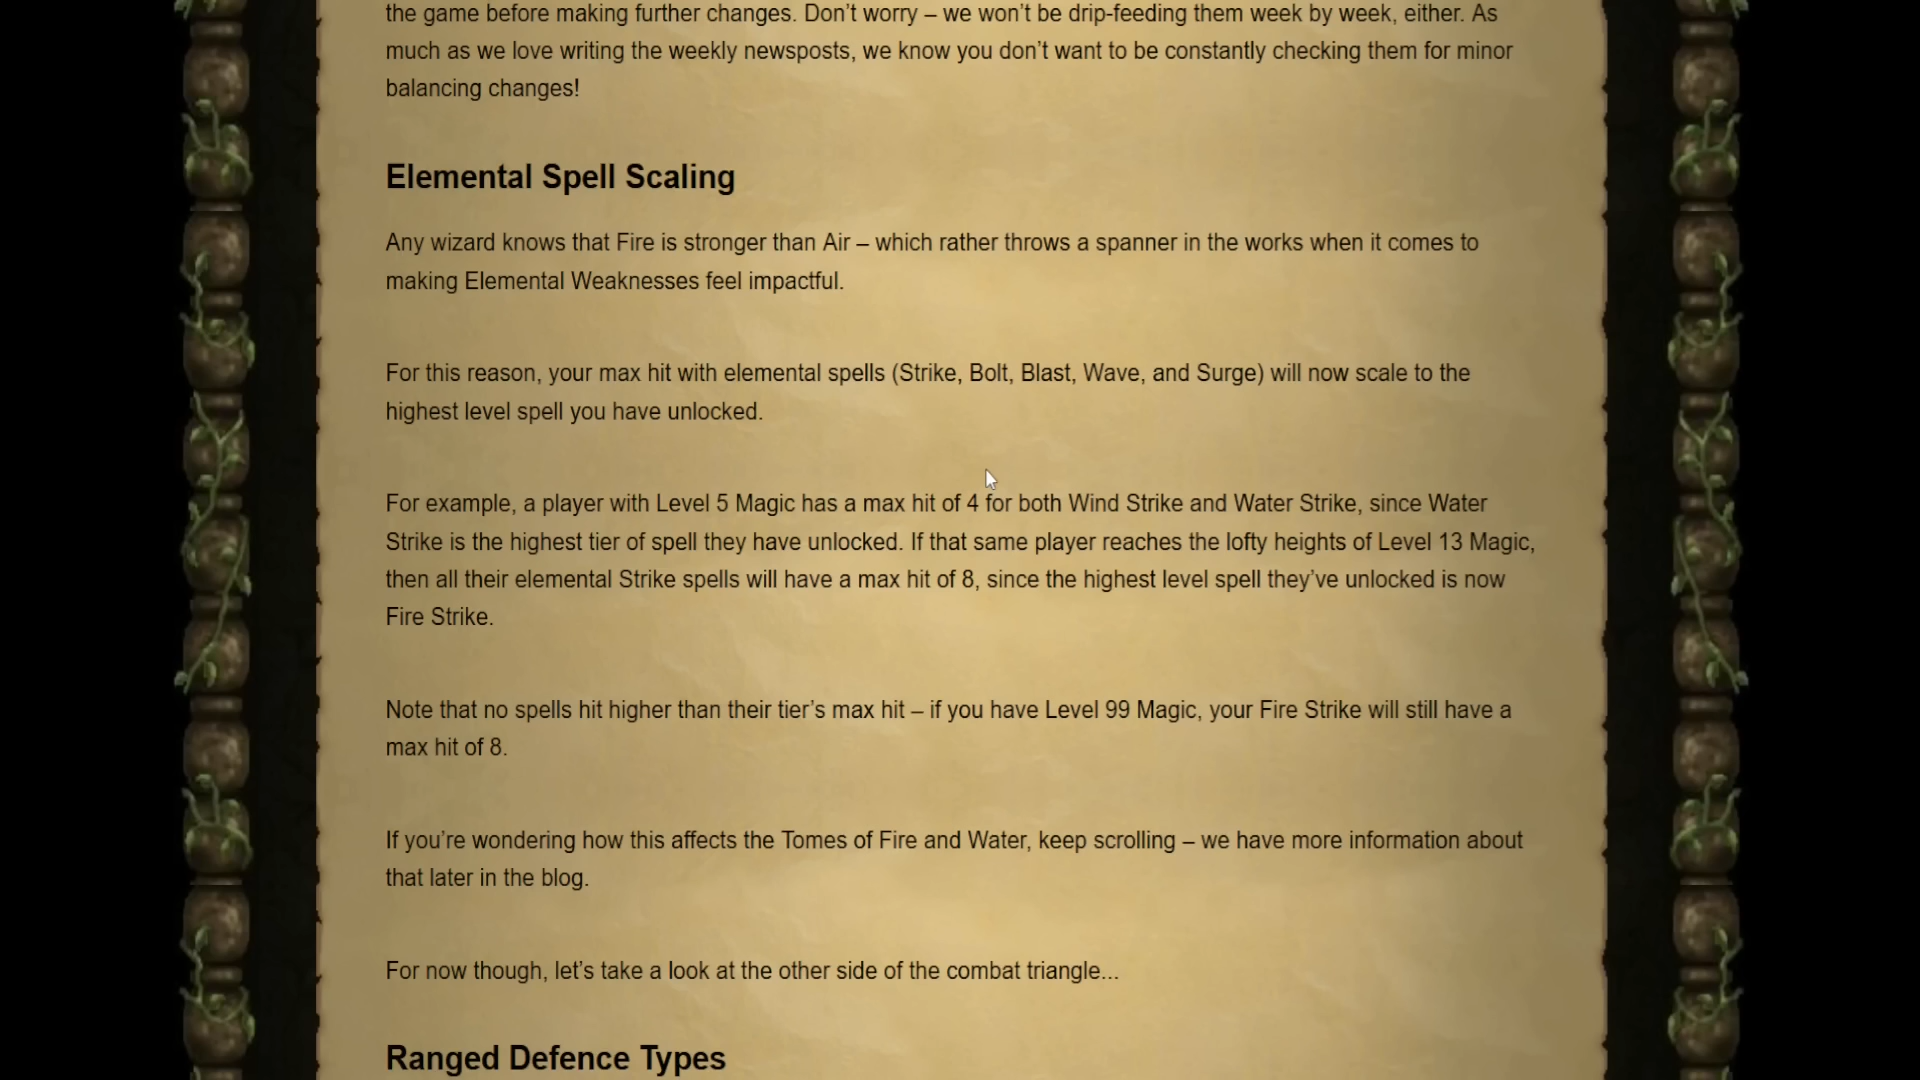 the game before making further changes. Don’t worry – we won’t be drip-feeding them week by week, either. As
much as we love writing the weekly newsposts, we know you don’t want to be constantly checking them for minor
balancing changes!
Elemental Spell Scaling
Any wizard knows that Fire is stronger than Air – which rather throws a spanner in the works when it comes to
making Elemental Weaknesses feel impactful.
For this reason, your max hit with elemental spells (Strike, Bolt, Blast, Wave, and Surge) will now scale to the
highest level spell you have unlocked.
For example, a player with Level 5 Magic has a max hit of 4 for both Wind Strike and Water Strike, since Water
Strike is the highest tier of spell they have unlocked. If that same player reaches the lofty heights of Level 13 Magic,
then all their elemental Strike spells will have a max hit of 8, since the highest level spell they’ve unlocked is now
Fire Strike.
Note that no spells hit higher than their tier’s max hit – if you have Level 99 Magic, your Fire Strike will still have a
max hit of 8.
If you’re wondering how this affects the Tomes of Fire and Water, keep scrolling – we have more information about
that later in the blog.
For now though, let’s take a look at the other side of the combat triangle...
Ranged Defence Types